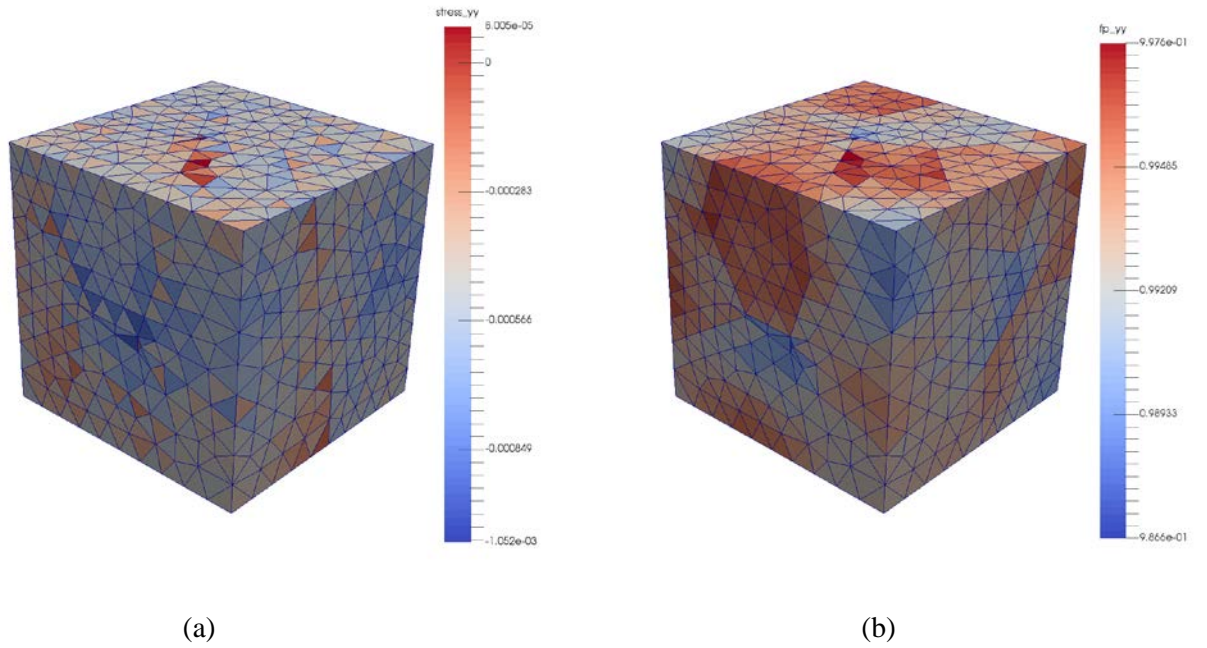 stress_yy
8.005e-05
0
-0.000283
-0.000566
-0.000849
-1.052e-03
fp_yy
9.976e-01
0.99485
0.99209
0.98933
9.866e-01
(a)
(b)